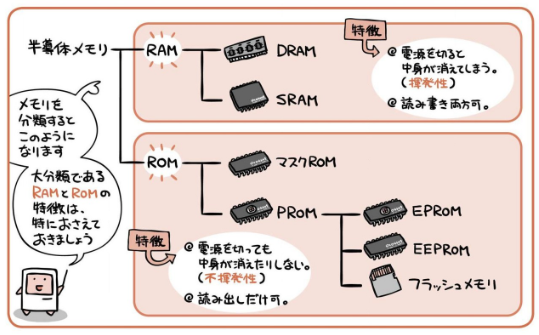 半導体メモリ
RAM
DRAM
SRAM
特徴
電源を切ると
中身が消えてしまう。
(揮発性)
読み書き両方可。
メモリを
分類すると
このように
なります
大分類である
RAMとROMの
特徴は、
特におさえて
おきましょう
ROM
マスクROM
PROM
EPROM
EEPROM
フラッシュメモリ
特徴
電源を切っても
中身が消えたりしない。
(不揮発性)
読み出しだけ可。